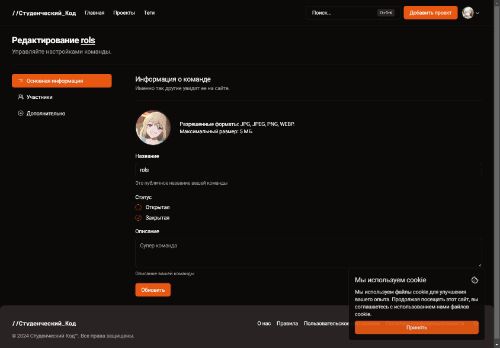 //Студенческий_Код
Главная
Проекты
Теги
Поиск...
Ctrl+K
Добавить проект
Редактирование rols
Управляйте настройками команды.
Основная информация
Участники
Дополнительно
Информация о команде
Именно так другие увидят ее на сайте.
Разрешенные форматы: JPG, JPEG, PNG, WEBP.
Максимальный размер: 5 МБ.
Название
rols
Это публичное название вашей команды
Статус
Открытая
Закрытая
Описание
Супер команда
Описание вашей команды
Обновить
Мы используем cookie
Мы используем файлы cookie для улучшения
вашего опыта. Продолжая посещать этот сайт, вы
соглашаетесь с использованием нами файлов
cookie.
Принять
//Студенческий_Код
О нас
Правила
Пользовательское
© 2024 Студенческий Код™. Все права защищены.